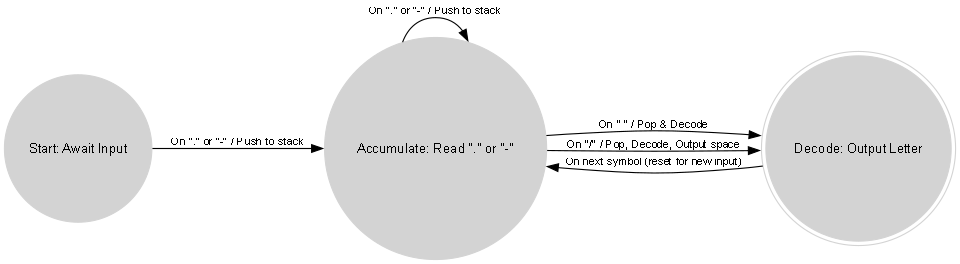 On "." or "-" / Push to stack
Start: Await Input
On "." or "-" / Push to stack
Accumulate: Read "." or "-"
On " " / Pop & Decode
On "/" / Pop, Decode, Output space
On next symbol (reset for new input)
Decode: Output Letter